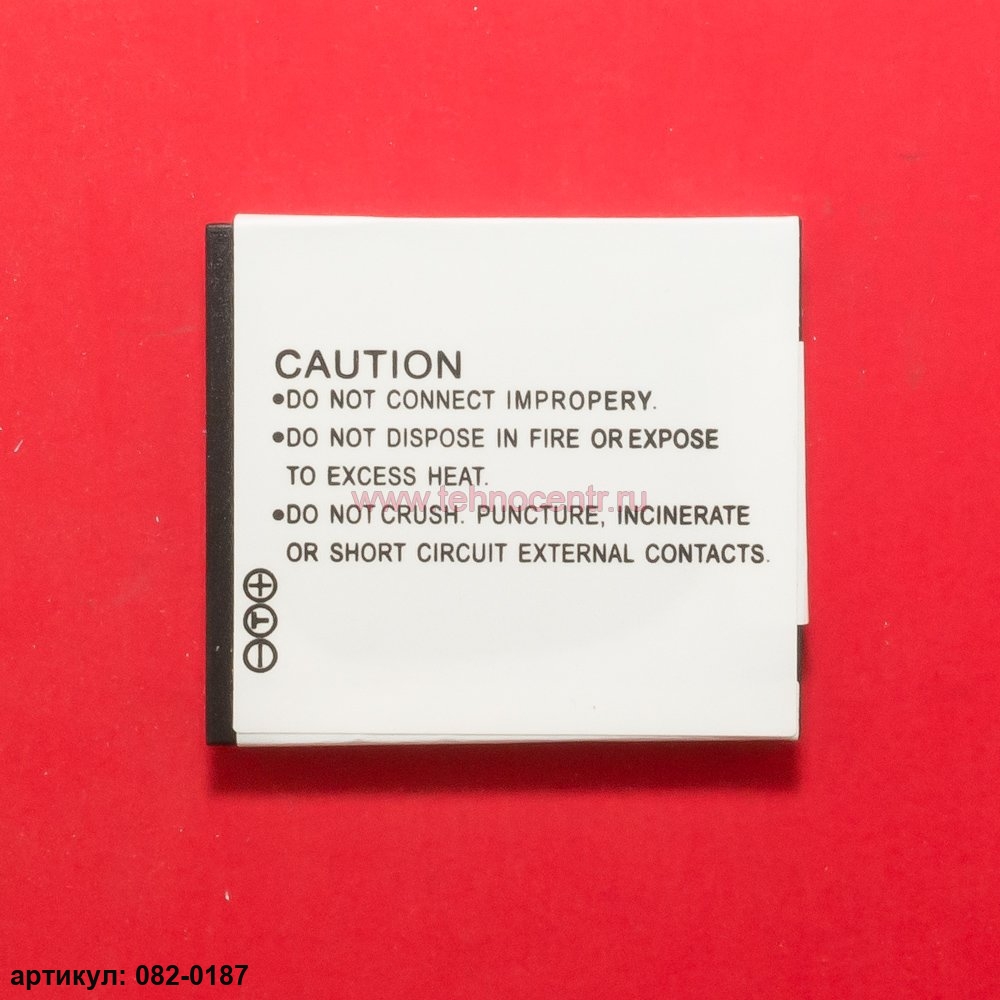 CAUTION
•DO NOT CONNECT IMPROPERY.
•DO NOT DISPOSE IN FIRE OR EXPOSE
TO EXCESS HEAT.
www.tehnocentr.ru
•DO NOT CRUSH. PUNCTURE, INCINERATE
OR SHORT CIRCUIT EXTERNAL CONTACTS.
+
T
−
артикул: 082-0187